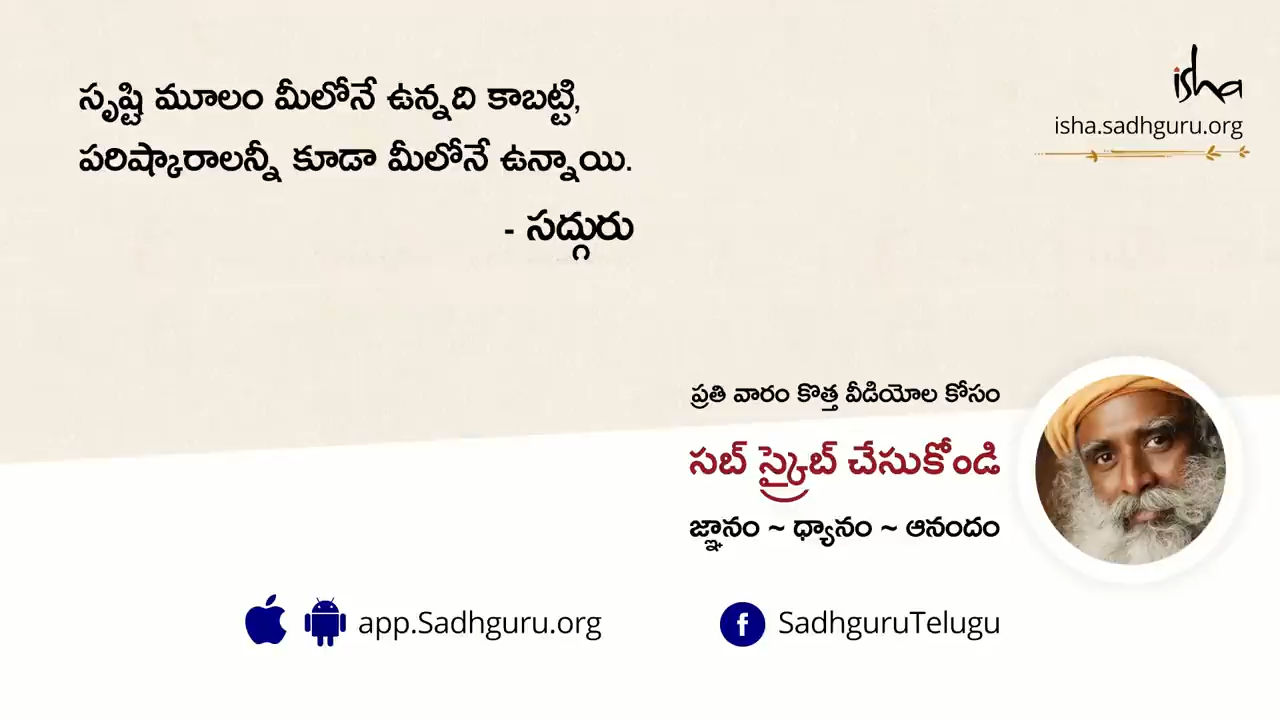 సృష్టి మూలం మీలోనే ఉన్నది కాబట్టి,
పరిష్కారాలన్నీ కూడా మీలోనే ఉన్నాయి.
- సద్గురు
isha
isha.sadhguru.org
ప్రతి వారం కొత్త వీడియోల కోసం
సబ్ స్క్రైబ్ చేసుకోండి
జ్ఞానం ~ ధ్యానం ~ ఆనందం
app.Sadhguru.org
SadhguruTelugu